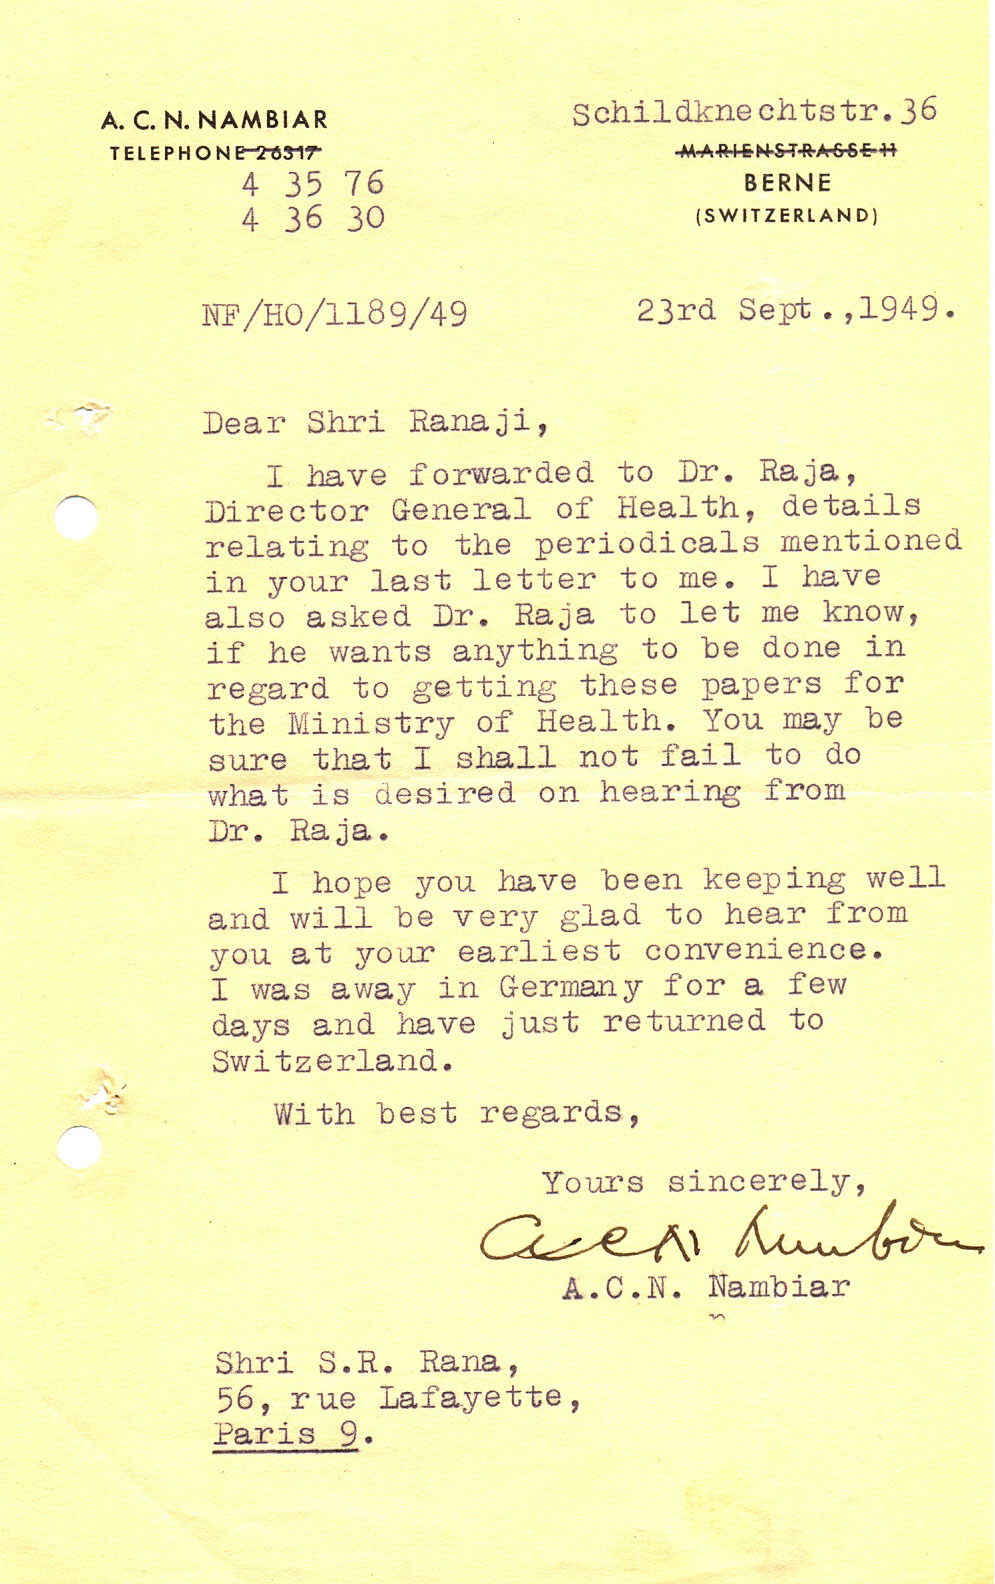 A. C. N. NAMBIAR
TELEPHONE 26317
4 35 76
4 36 30
Schildknechtstr.36
MARIENSTRASSE 11
BERNE
(SWITZERLAND)
NF/HO/1189/49
23rd Sept.,1949.
Dear Shri Ranaji,
I have forwarded to Dr. Raja,
Director General of Health, details
relating to the periodicals mentioned
in your last letter to me. I have
also asked Dr. Raja to let me know,
if he wants anything to be done in
regard to getting these papers for
the Ministry of Health. You may be
sure that I shall not fail to do
what is desired on hearing from
Dr. Raja.
I hope you have been keeping well
and will be very glad to hear from
you at your earliest convenience.
I was away in Germany for a few
days and have just returned to
Switzerland.
With best regards,
Yours sincerely,
A.C.N. Nambiar
A.C.N. Nambiar
Shri S.R. Rana,
56, rue Lafayette,
Paris 9.